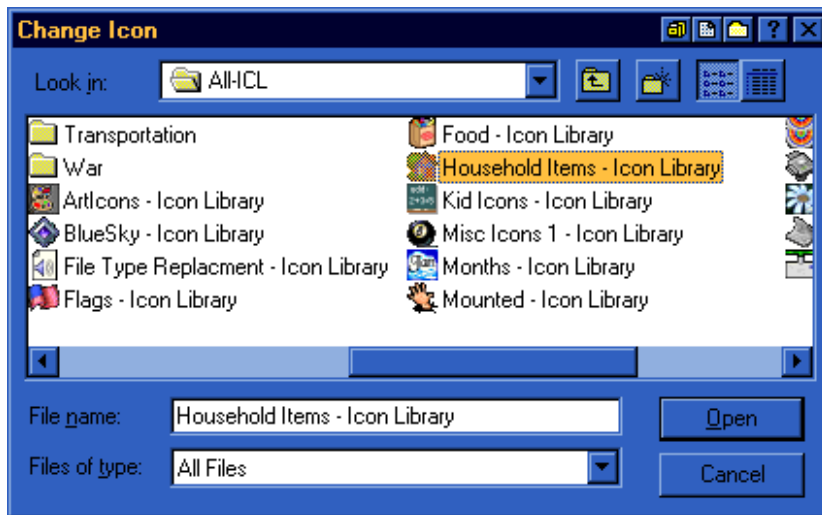 Change Icon
?
Look in: All-ICL
Transportation
War
ArtIcons - Icon Library
BlueSky - Icon Library
File Type Replacment - Icon Library
Flags - Icon Library
Food - Icon Library
Household Items - Icon Library
Kid Icons - Icon Library
Misc Icons 1 - Icon Library
Months - Icon Library
Mounted - Icon Library
File name: Household Items - Icon Library
Open
Files of type: All Files
Cancel